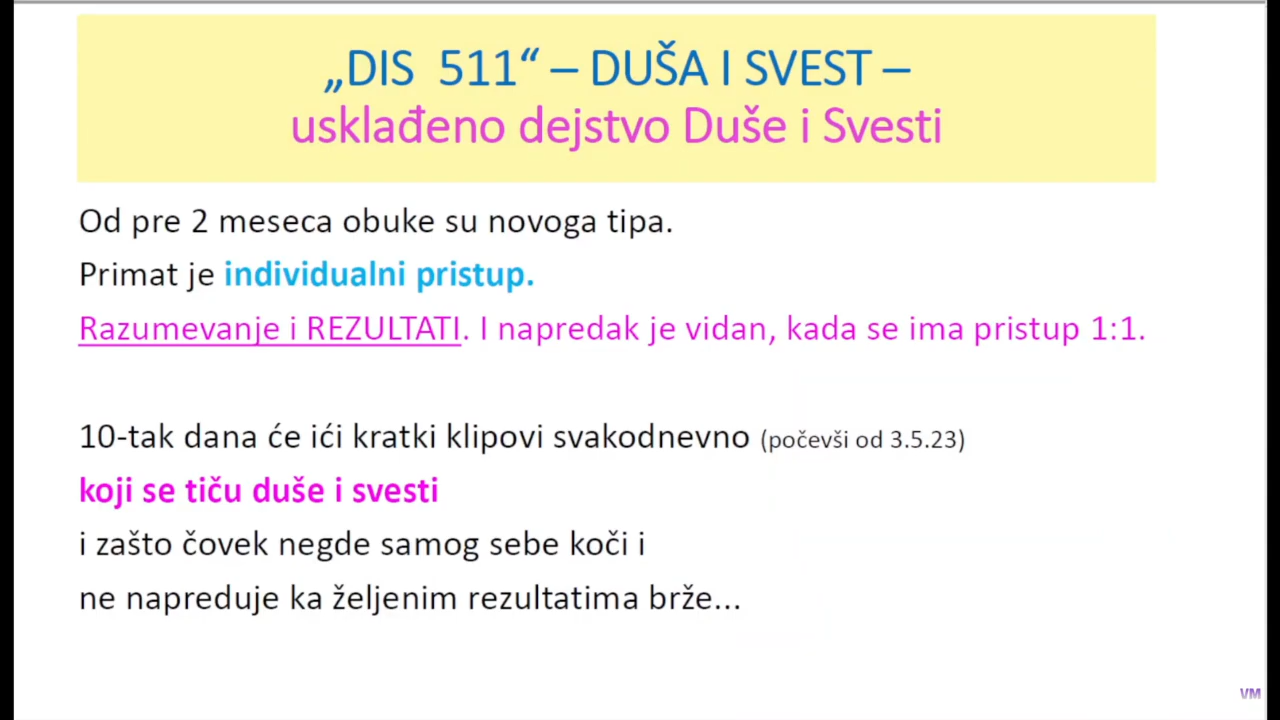 „DIS 511“ – DUŠA I SVEST –
usklađeno dejstvo Duše i Svesti
Od pre 2 meseca obuke su novoga tipa.
Primat je individualni pristup.
Razumevanje i REZULTATI. I napredak je vidan, kada se ima pristup 1:1.
10-tak dana će ići kratki klipovi svakodnevno (počevši od 3.5.23)
koji se tiču duše i svesti
i zašto čovek negde samog sebe koči i
ne napreduje ka željenim rezultatima brže...
VM